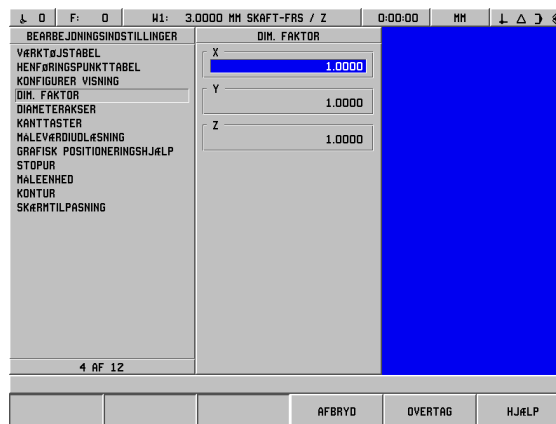 0 F: 0 W1: 3.0000 MM SKAFT-FRS / Z 0:00:00 MM
BEARBEJDNINGSINDSTILLINGER
VÆRKTØJSTABEL
HENFØRINGSPUNKTTABEL
KONFIGURER VISNING
DIM. FAKTOR
DIAMETERAKSER
KANTTASTER
MÅLEVÆRDIUDLÆSNING
GRAFISK POSITIONERINGSHJÆLP
STOPUR
MÅLEENHED
KONTUR
SKÆRMTILPASNING
4 AF 12
DIM. FAKTOR
X
1.0000
Y
1.0000
Z
1.0000
AFBRYD OVERTAG HJÆLP